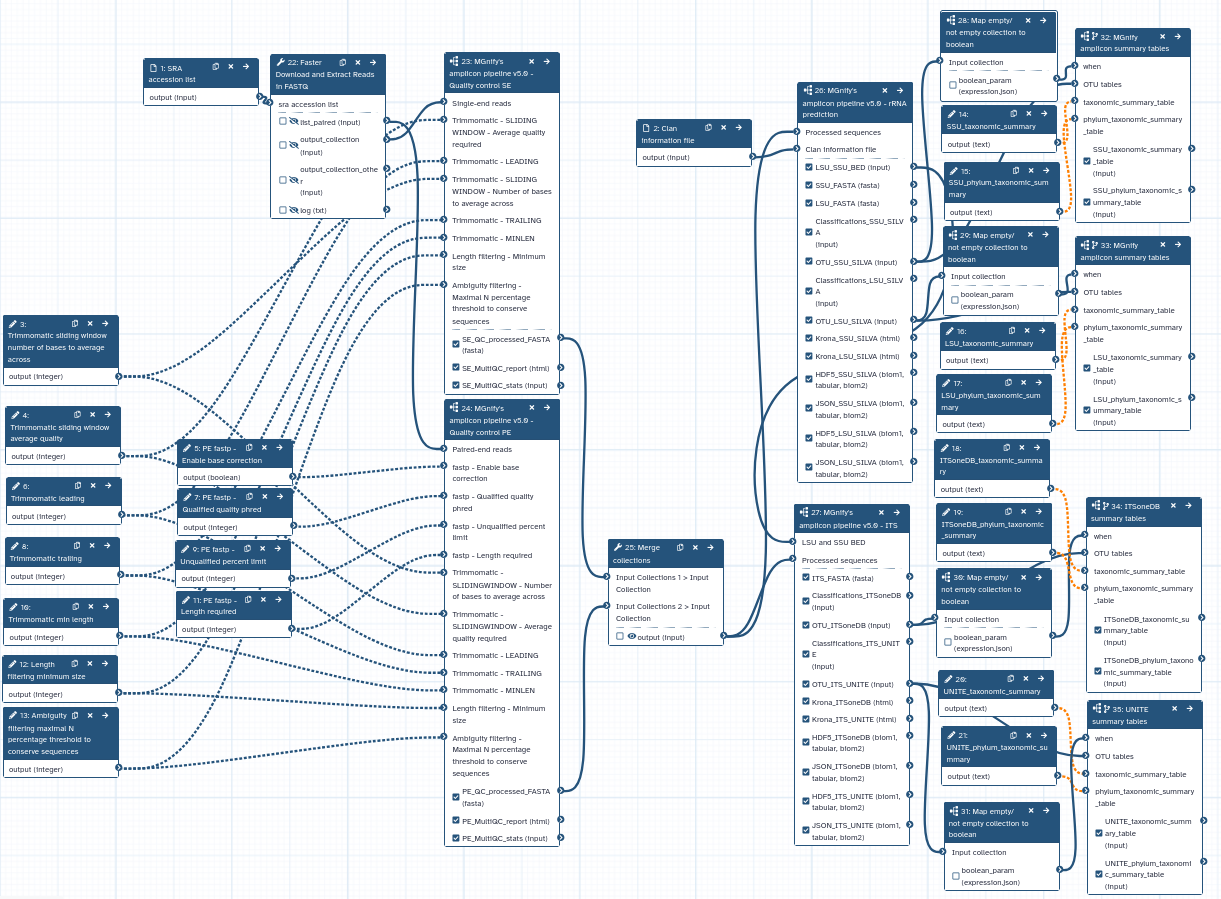 1: SRA
accession list
output (input)
22: Faster
Download and Extract Reads
in FASTQ
sra accession list
list_paired (input)
output_collection
(input)
output_collection_othe
r
(input)
log (txt)
3:
Trimmomatic sliding window
number of bases to average
across
output (integer)
4:
Trimmomatic sliding window
average quality
output (integer)
6:
Trimmomatic leading
output (integer)
8:
Trimmomatic trailing
output (integer)
10:
Trimmomatic min length
output (integer)
12: Length
filtering minimum size
output (integer)
13: Ambiguity
filtering maximal N
percentage threshold to
conserve sequences
output (integer)
5: PE fastp -
Enable base correction
output (boolean)
7: PE fastp -
Qualified quality phred
output (integer)
9: PE fastp -
Unqualified percent limit
output (integer)
11: PE fastp -
Length required
output (integer)
23: MGnify's
amplicon pipeline v5.0 -
Quality control SE
Single-end reads
Trimmomatic - SLIDING
WINDOW - Average quality
required
Trimmomatic - LEADING
Trimmomatic - SLIDING
WINDOW - Number of bases
to average across
Trimmomatic - TRAILING
Trimmomatic - MINLEN
Length filtering - Minimum
size
Ambiguity filtering -
Maximal N percentage
threshold to conserve
sequences
SE_QC_processed_FASTA
(fasta)
SE_MultiQC_report (html)
SE_MultiQC_stats (input)
24: MGnify's
amplicon pipeline v5.0 -
Quality control PE
Paired-end reads
fastp - Enable base
correction
fastp - Qualified quality
phred
fastp - Unqualified percent
limit
fastp - Length required
Trimmomatic -
SLIDINGWINDOW - Number
of bases to average across
Trimmomatic -
SLIDINGWINDOW - Average
quality required
Trimmomatic - LEADING
Trimmomatic - TRAILING
Trimmomatic - MINLEN
Length filtering - Minimum
size
Ambiguity filtering -
Maximal N percentage
threshold to conserve
sequences
PE_QC_processed_FASTA
(fasta)
PE_MultiQC_report (html)
PE_MultiQC_stats (input)
2: Clan
information file
output (input)
25: Merge
collections
Input Collections 1 > Input
Collection
Input Collections 2 > Input
Collection
output (input)
26: MGnify's
amplicon pipeline v5.0 - rRNA
prediction
Processed sequences
Clan information file
LSU_SSU_BED (input)
SSU_FASTA (fasta)
LSU_FASTA (fasta)
Classifications_SSU_SILV
A
(input)
OTU_SSU_SILVA (input)
Classifications_LSU_SILV
A
(input)
OTU_LSU_SILVA (input)
Krona_SSU_SILVA (html)
Krona_LSU_SILVA (html)
HDF5_SSU_SILVA (biom1,
tabular, biom2)
JSON_SSU_SILVA (biom1,
tabular, biom2)
HDF5_LSU_SILVA (biom1,
tabular, biom2)
JSON_LSU_SILVA (biom1,
tabular, biom2)
27: MGnify's
amplicon pipeline v5.0 - ITS
LSU and SSU BED
Processed sequences
ITS_FASTA (fasta)
Classifications_ITSoneDB
(input)
OTU_ITSoneDB (input)
Classifications_ITS_UNIT
E
(input)
OTU_ITS_UNITE (input)
Krona_ITSoneDB (html)
Krona_ITS_UNITE (html)
HDF5_ITSoneDB (biom1,
tabular, biom2)
JSON_ITSoneDB (biom1,
tabular, biom2)
HDF5_ITS_UNITE (biom1,
tabular, biom2)
JSON_ITS_UNITE (biom1,
tabular, biom2)
28: Map empty/
not empty collection to
boolean
Input collection
boolean_param
(expression.json)
14:
SSU_taxonomic_summary
output (text)
15:
SSU_phylum_taxonomic_sum
mary
output (text)
29: Map empty/
not empty collection to
boolean
Input collection
boolean_param
(expression.json)
16:
LSU_taxonomic_summary
output (text)
17:
LSU_phylum_taxonomic_sum
mary
output (text)
18:
ITSoneDB_taxonomic_summa
ry
output (text)
19:
ITSoneDB_phylum_taxonomic
_summary
output (text)
30: Map empty/
not empty collection to
boolean
Input collection
boolean_param
(expression.json)
20:
UNITE_taxonomic_summary
output (text)
21:
UNITE_phylum_taxonomic_su
mmary
output (text)
31: Map empty/
not empty collection to
boolean
Input collection
boolean_param
(expression.json)
32: MGnify
amplicon summary tables
when
OTU tables
taxonomic_summary_table
phylum_taxonomic_summary
_table
SSU_taxonomic_summary
_table
(input)
SSU_phylum_taxonomic_s
ummary_table
(input)
33: MGnify
amplicon summary tables
when
OTU tables
taxonomic_summary_table
phylum_taxonomic_summary
_table
LSU_taxonomic_summary
_table
(input)
LSU_phylum_taxonomic_s
ummary_table
(input)
34: ITSoneDB
summary tables
when
OTU tables
taxonomic_summary_table
phylum_taxonomic_summary
_table
ITSoneDB_taxonomic_su
mmary_table
(input)
ITSoneDB_phylum_taxono
mic_summary_table
(input)
35: UNITE
summary tables
when
OTU tables
taxonomic_summary_table
phylum_taxonomic_summary
_table
UNITE_taxonomic_summ
ary_table
(input)
UNITE_phylum_taxonomi
c_summary_table
(input)